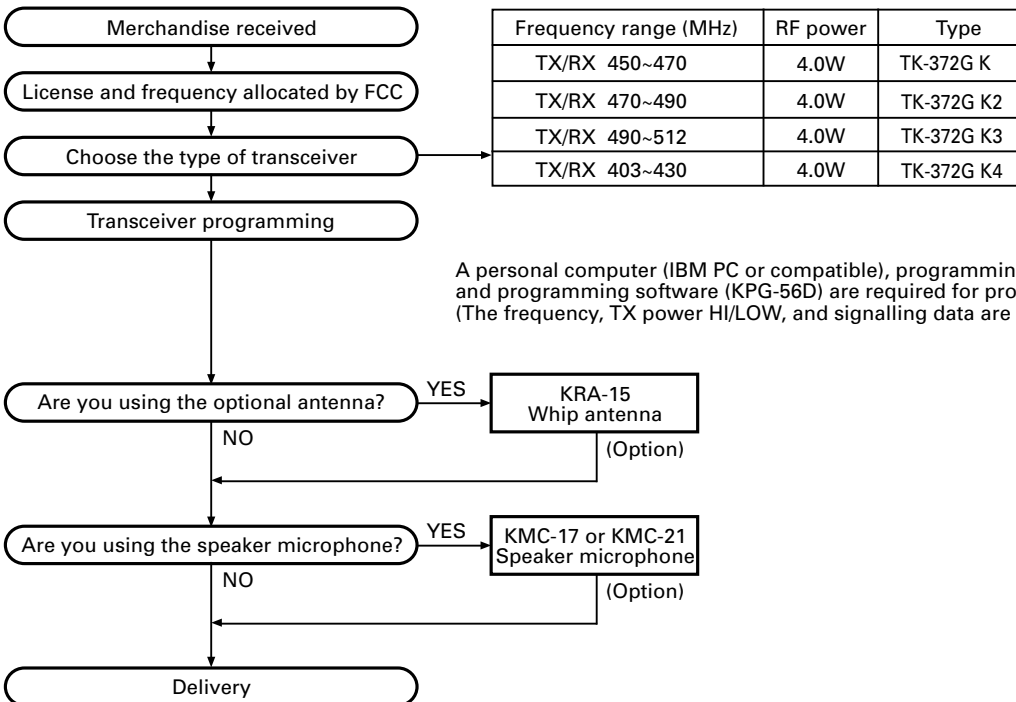 Merchandise received
License and frequency allocated by FCC
Choose the type of transceiver
Transceiver programming
Frequency range (MHz) RF power Type
TX/RX 450~470 4.0W TK-372G K
TX/RX 470~490 4.0W TK-372G K2
TX/RX 490~512 4.0W TK-372G K3
TX/RX 403~430 4.0W TK-372G K4
A personal computer (IBM PC or compatible), programmin
and programming software (KPG-56D) are required for pro
(The frequency, TX power HI/LOW, and signalling data are
Are you using the optional antenna?
YES
KRA-15
Whip antenna
NO
(Option)
Are you using the speaker microphone?
YES
KMC-17 or KMC-21
Speaker microphone
NO
(Option)
Delivery